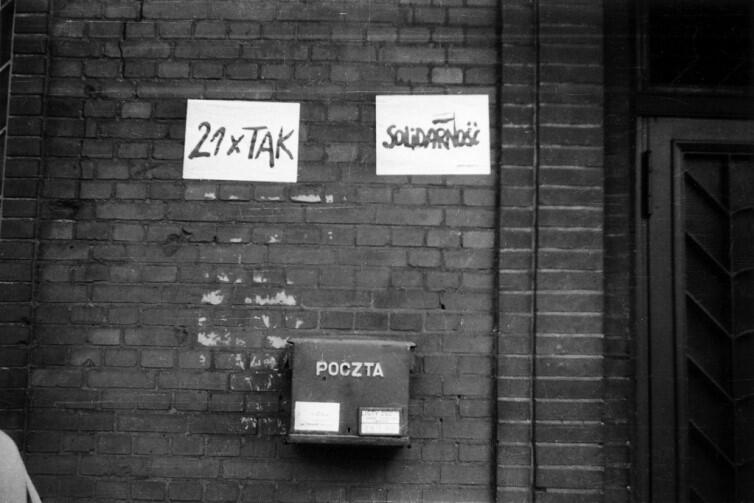 21 x TAK
SOLIDARNOŚĆ
POCZTA